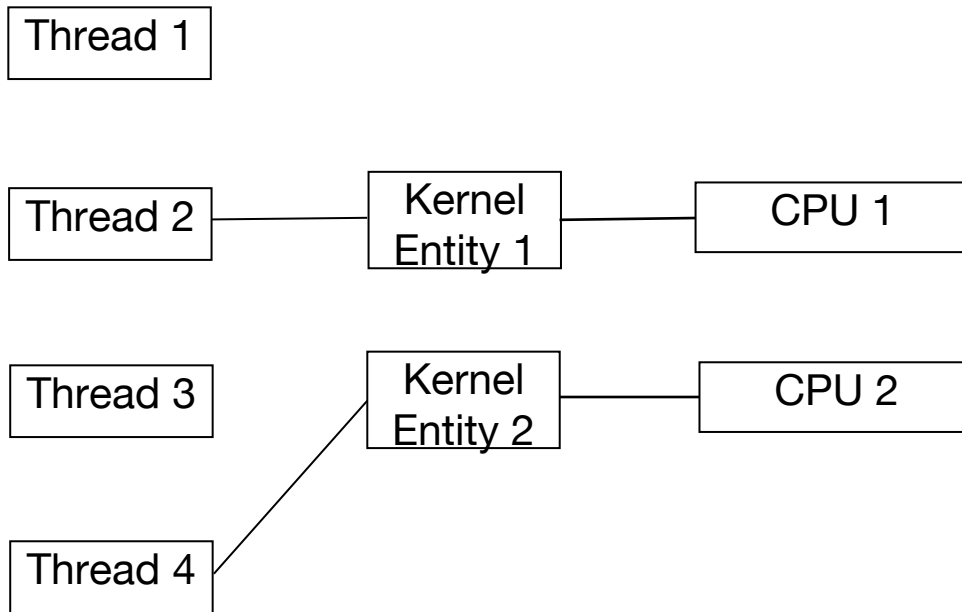 Thread 1
Thread 2
Kernel
Entity 1
CPU 1
Thread 3
Kernel
Entity 2
CPU 2
Thread 4